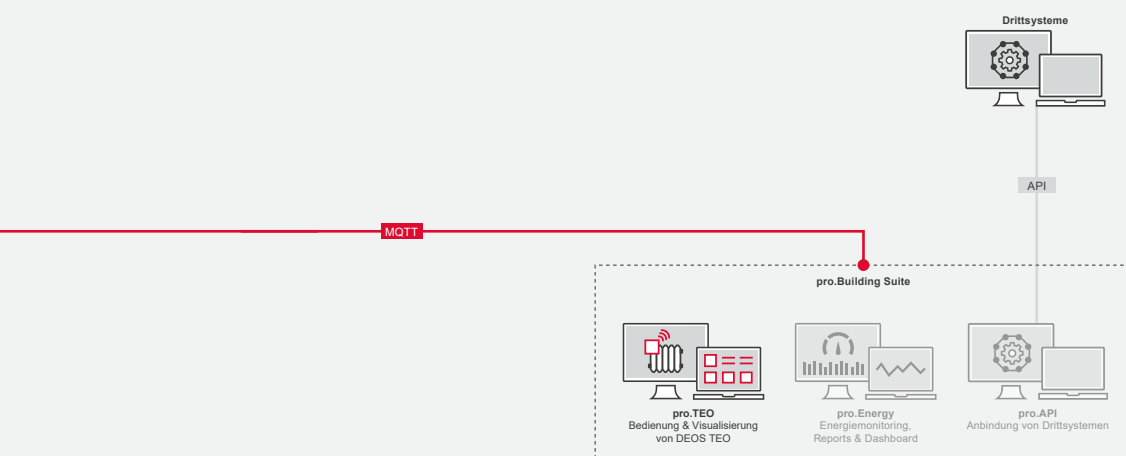 Drittsysteme
API
MQTT
pro.Building Suite
pro.TEO
Bedienung & Visualisierung
von DEOS TEO
pro.Energy
Energiemonitoring,
Reports & Dashboard
pro.API
Anbindung von Drittsystemen